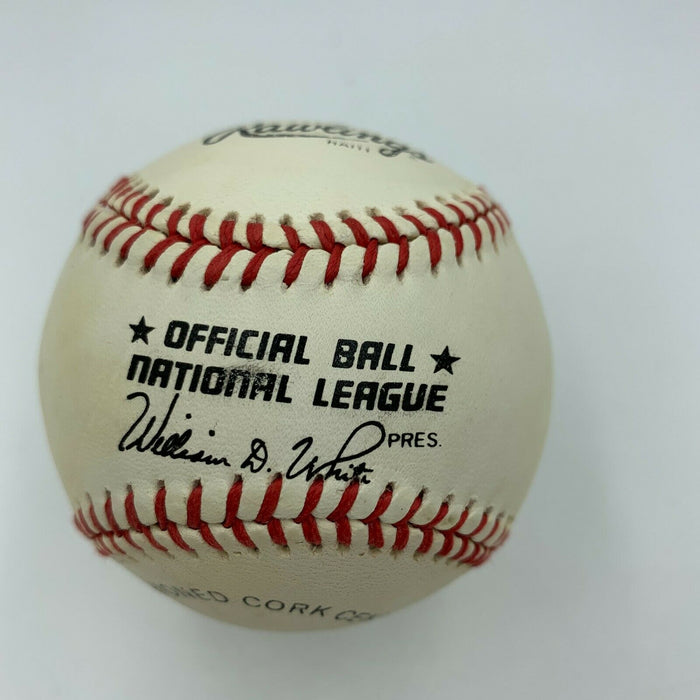 Rawlings
HAITI
★ OFFICIAL BALL ★
NATIONAL LEAGUE
William D. White PRES.
CORK